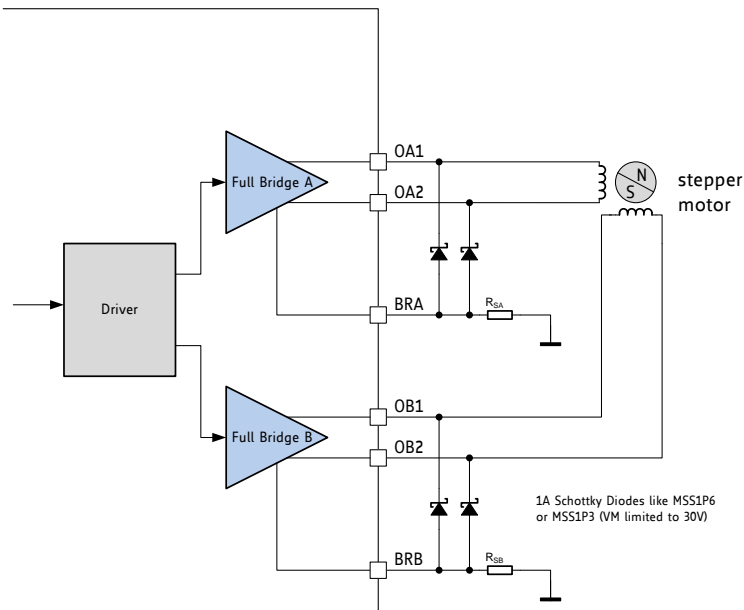 OA1
Full Bridge A
OA2
N
S
stepper
motor
Driver
BRA
RSA
OB1
Full Bridge B
OB2
1A Schottky Diodes like MSS1P6
or MSS1P3 (VM limited to 30V)
BRB
RSB